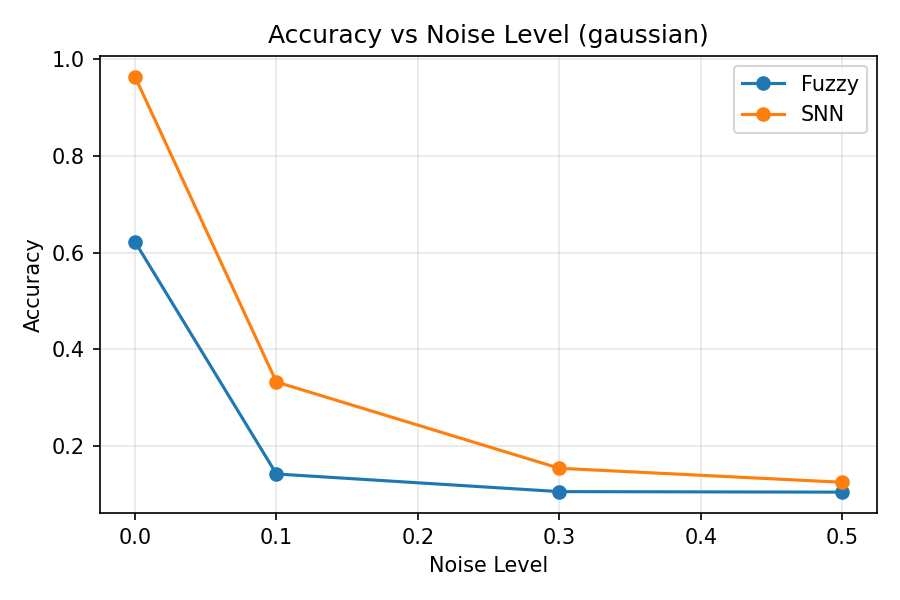 Accuracy vs Noise Level (gaussian)
Fuzzy
SNN
Accuracy
1.0
0.8
0.6
0.4
0.2
0.0 0.1 0.2 0.3 0.4 0.5
Noise Level